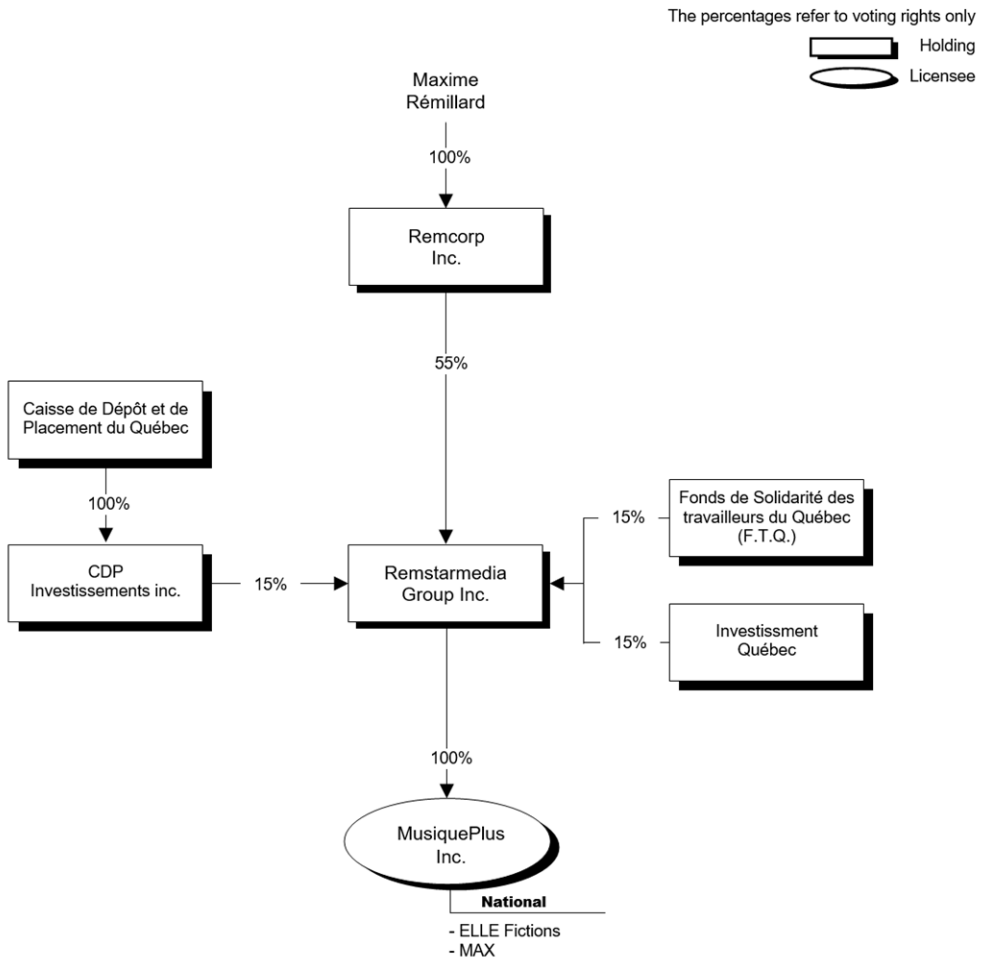 The percentages refer to voting rights only
Holding
Licensee
Maxime
Rémillard
100%
Remcorp
Inc.
55%
Caisse de Dépôt et de
Placement du Québec
100%
CDP
Investissements inc.
15%
Remstarmedia
Group Inc.
15%
Fonds de Solidarité des
travailleurs du Québec
(F.T.Q.)
15%
Investissment
Québec
100%
MusiquePlus
Inc.
National
- ELLE Fictions
- MAX